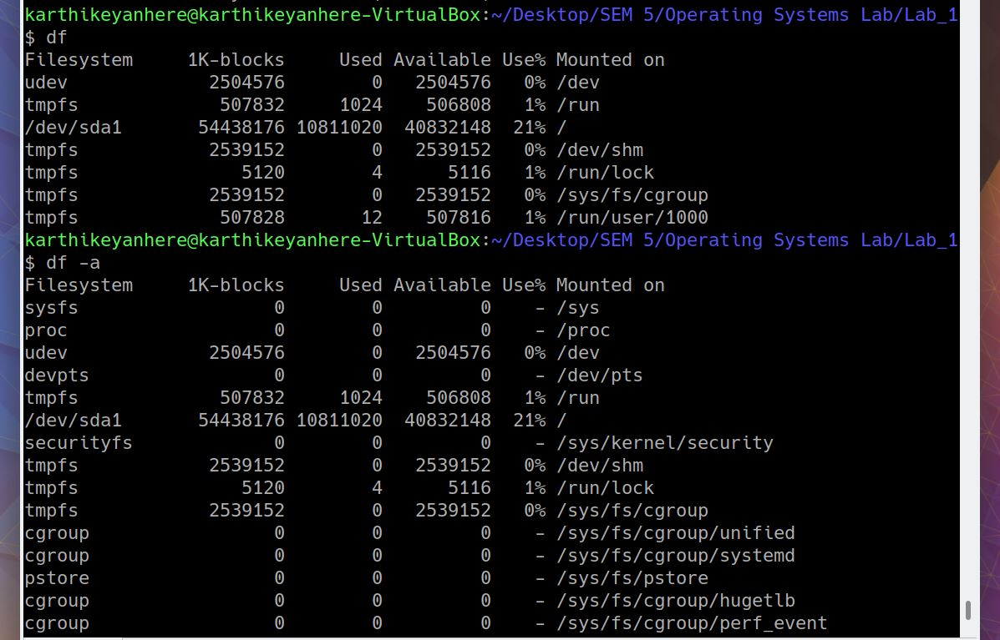 karthikeyanhere@karthikeyanhere-VirtualBox:~/Desktop/SEM 5/Operating Systems Lab/Lab_1
$ df
Filesystem     1K-blocks     Used Available Use% Mounted on
udev             2504576        0   2504576   0% /dev
tmpfs             507832     1024    506808   1% /run
/dev/sda1       54438176 10811020  40832148  21% /
tmpfs            2539152        0   2539152   0% /dev/shm
tmpfs               5120        4      5116   1% /run/lock
tmpfs            2539152        0   2539152   0% /sys/fs/cgroup
tmpfs             507828       12    507816   1% /run/user/1000
karthikeyanhere@karthikeyanhere-VirtualBox:~/Desktop/SEM 5/Operating Systems Lab/Lab_1
$ df -a
Filesystem     1K-blocks     Used Available Use% Mounted on
sysfs                  0        0         0    - /sys
proc                   0        0         0    - /proc
udev             2504576        0   2504576   0% /dev
devpts                 0        0         0    - /dev/pts
tmpfs             507832     1024    506808   1% /run
/dev/sda1       54438176 10811020  40832148  21% /
securityfs             0        0         0    - /sys/kernel/security
tmpfs            2539152        0   2539152   0% /dev/shm
tmpfs               5120        4      5116   1% /run/lock
tmpfs            2539152        0   2539152   0% /sys/fs/cgroup
cgroup                 0        0         0    - /sys/fs/cgroup/unified
cgroup                 0        0         0    - /sys/fs/cgroup/systemd
pstore                 0        0         0    - /sys/fs/pstore
cgroup                 0        0         0    - /sys/fs/cgroup/hugetlb
cgroup                 0        0         0    - /sys/fs/cgroup/perf_event